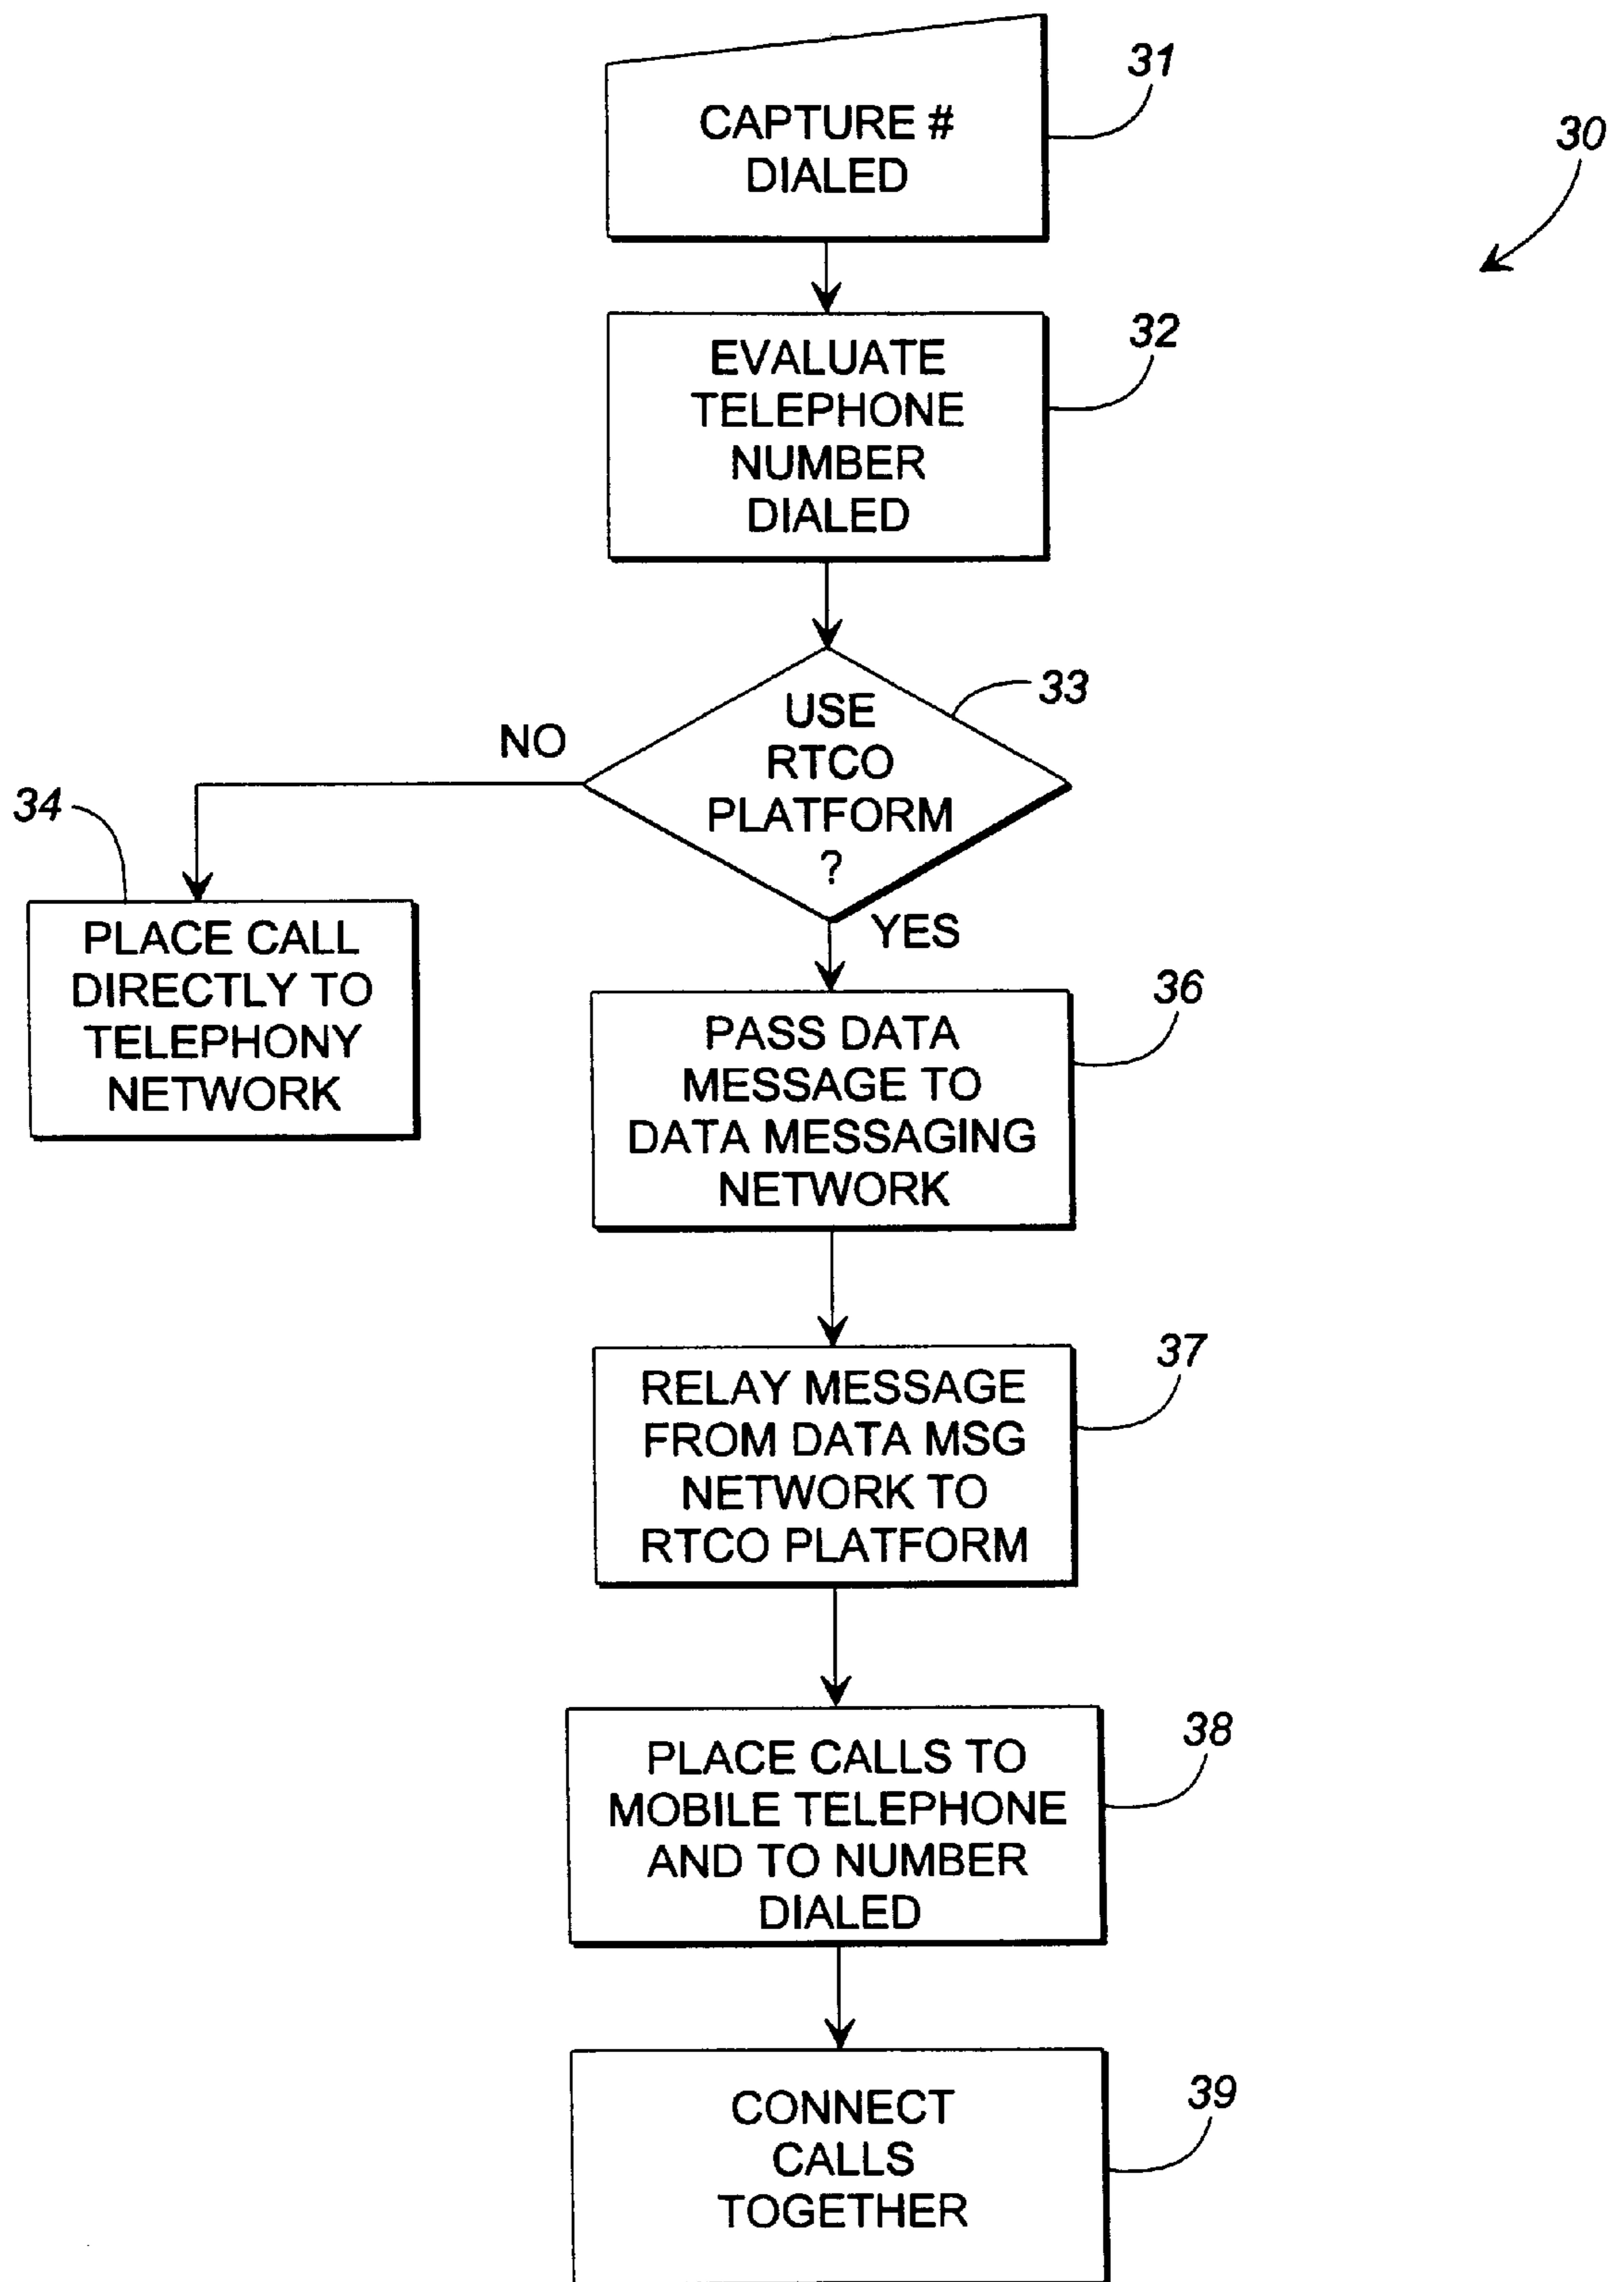 CAPTURE #
DIALED
31
30
EVALUATE
TELEPHONE
NUMBER
DIALED
32
USE
RTCO
PLATFORM
?
33
NO
34
PLACE CALL
DIRECTLY TO
TELEPHONY
NETWORK
YES
PASS DATA
MESSAGE TO
DATA MESSAGING
NETWORK
36
RELAY MESSAGE
FROM DATA MSG
NETWORK TO
RTCO PLATFORM
37
PLACE CALLS TO
MOBILE TELEPHONE
AND TO NUMBER
DIALED
38
CONNECT
CALLS
TOGETHER
39